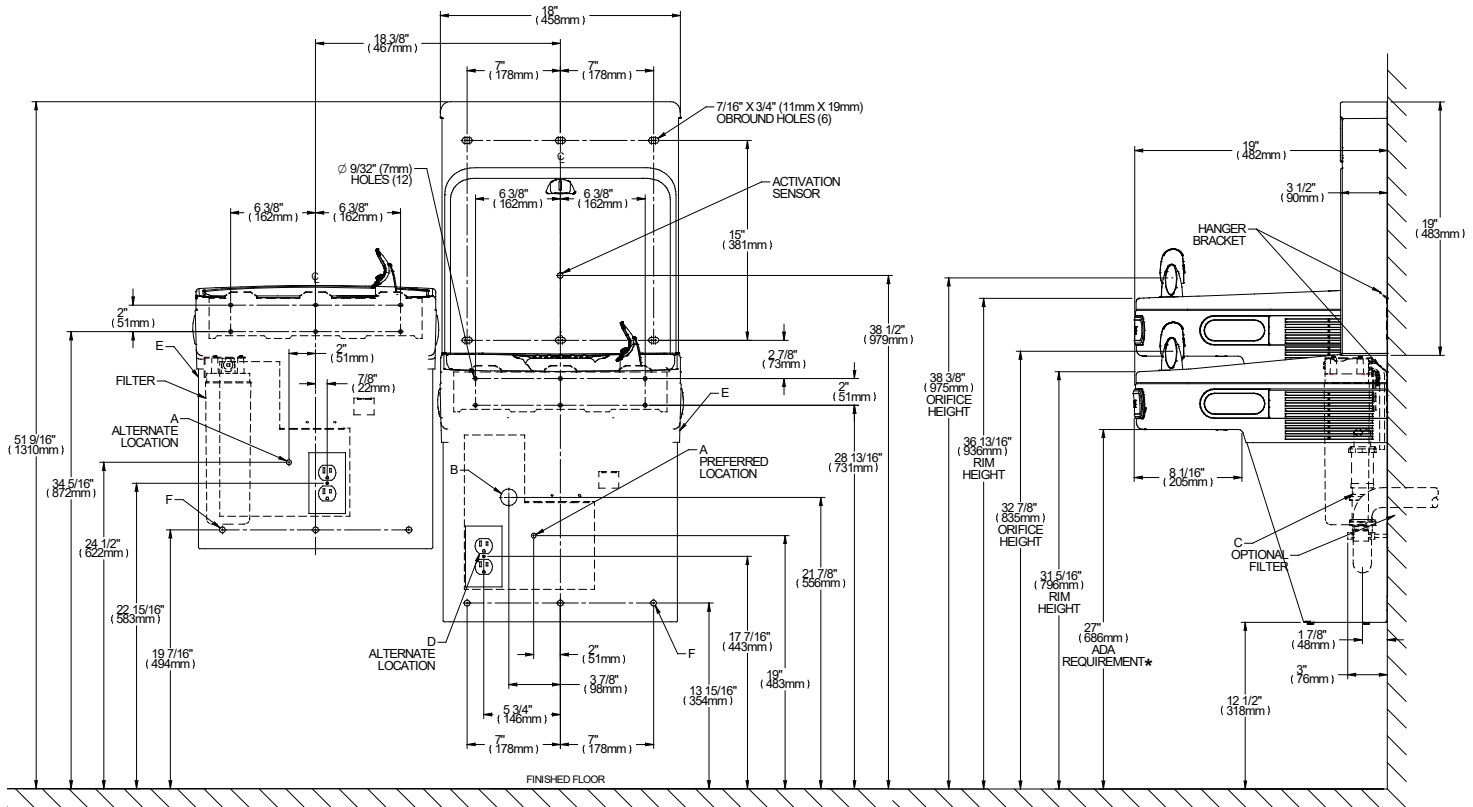 18"
(458mm)
18 3/8"
(467mm)
7"
(178mm)
7"
(178mm)
7/16" X 3/4" (11mm X 19mm)
OBROUND HOLES (6)
Ø 9/32" (7mm)
HOLES (12)
ACTIVATION
SENSOR
6 3/8"
(162mm)
6 3/8"
(162mm)
6 3/8"
(162mm)
6 3/8"
(162mm)
15"
(381mm)
C
C
2"
(51mm)
E
FILTER
A
ALTERNATE
LOCATION
2"
(51mm)
7/8"
(22mm)
51 9/16"
(1310mm)
34 5/16"
(872mm)
F
24 1/2"
(622mm)
22 15/16"
(583mm)
19 7/16"
(494mm)
38 1/2"
(979mm)
2 7/8"
(73mm)
2"
(51mm)
E
28 13/16"
(731mm)
A
PREFERRED
LOCATION
B
21 7/8"
(556mm)
D
ALTERNATE
LOCATION
F
17 7/16"
(443mm)
2"
(51mm)
19"
(483mm)
3 7/8"
(98mm)
13 15/16"
(354mm)
5 3/4"
(146mm)
7"
(178mm)
7"
(178mm)
FINISHED FLOOR
19"
(482mm)
3 1/2"
(90mm)
HANGER
BRACKET
19"
(483mm)
38 3/8"
(975mm)
ORIFICE
HEIGHT
36 13/16"
(936mm)
RIM
HEIGHT
8 1/16"
(205mm)
32 7/8"
(835mm)
ORIFICE
HEIGHT
C
OPTIONAL
FILTER
31 5/16"
(796mm)
RIM
HEIGHT
27"
(686mm)
ADA
REQUIREMENT*
1 7/8"
(48mm)
3"
(76mm)
12 1/2"
(318mm)